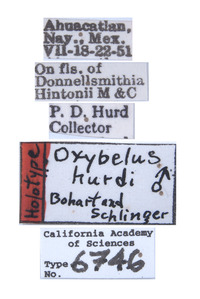 Ahuacatlan,
Nay., Mex.
VII-18-22-51
On fls. of
Donnellsmithia
Hintonii M & C
P. D. Hurd
Collector
Holotype
Oxybelus
hurdi ♂
Bohart and
Schlinger
California Academy
of Sciences
Type
No. 6746